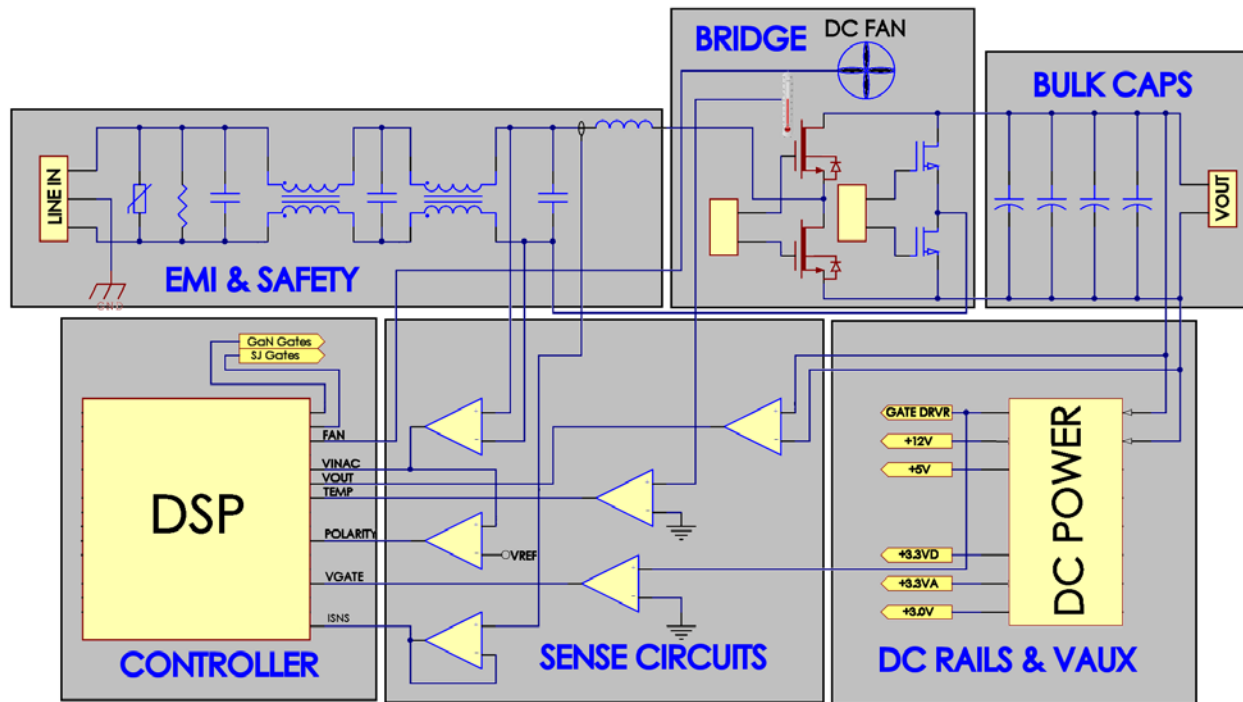 BRIDGE
DC FAN
BULK CAPS
LINE IN
VOUT
EMI & SAFETY
GND
GaN Gates
SJ Gates
FAN
VINAC
VOUT
TEMP
DSP
POLARITY
VGATE
ISNS
CONTROLLER
VREF
SENSE CIRCUITS
GATE DRVR
+12V
+5V
+3.3VD
+3.3VA
+3.0V
DC POWER
DC RAILS & VAUX